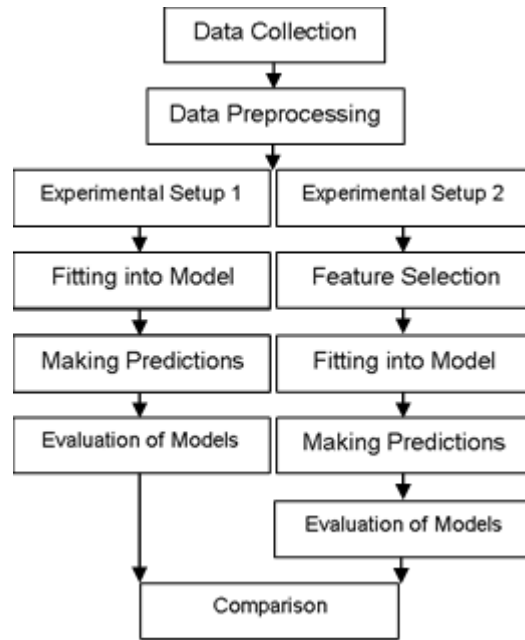 Data Collection
Data Preprocessing
Experimental Setup 1
Experimental Setup 2
Fitting into Model
Feature Selection
Making Predictions
Fitting into Model
Evaluation of Models
Making Predictions
Evaluation of Models
Comparison